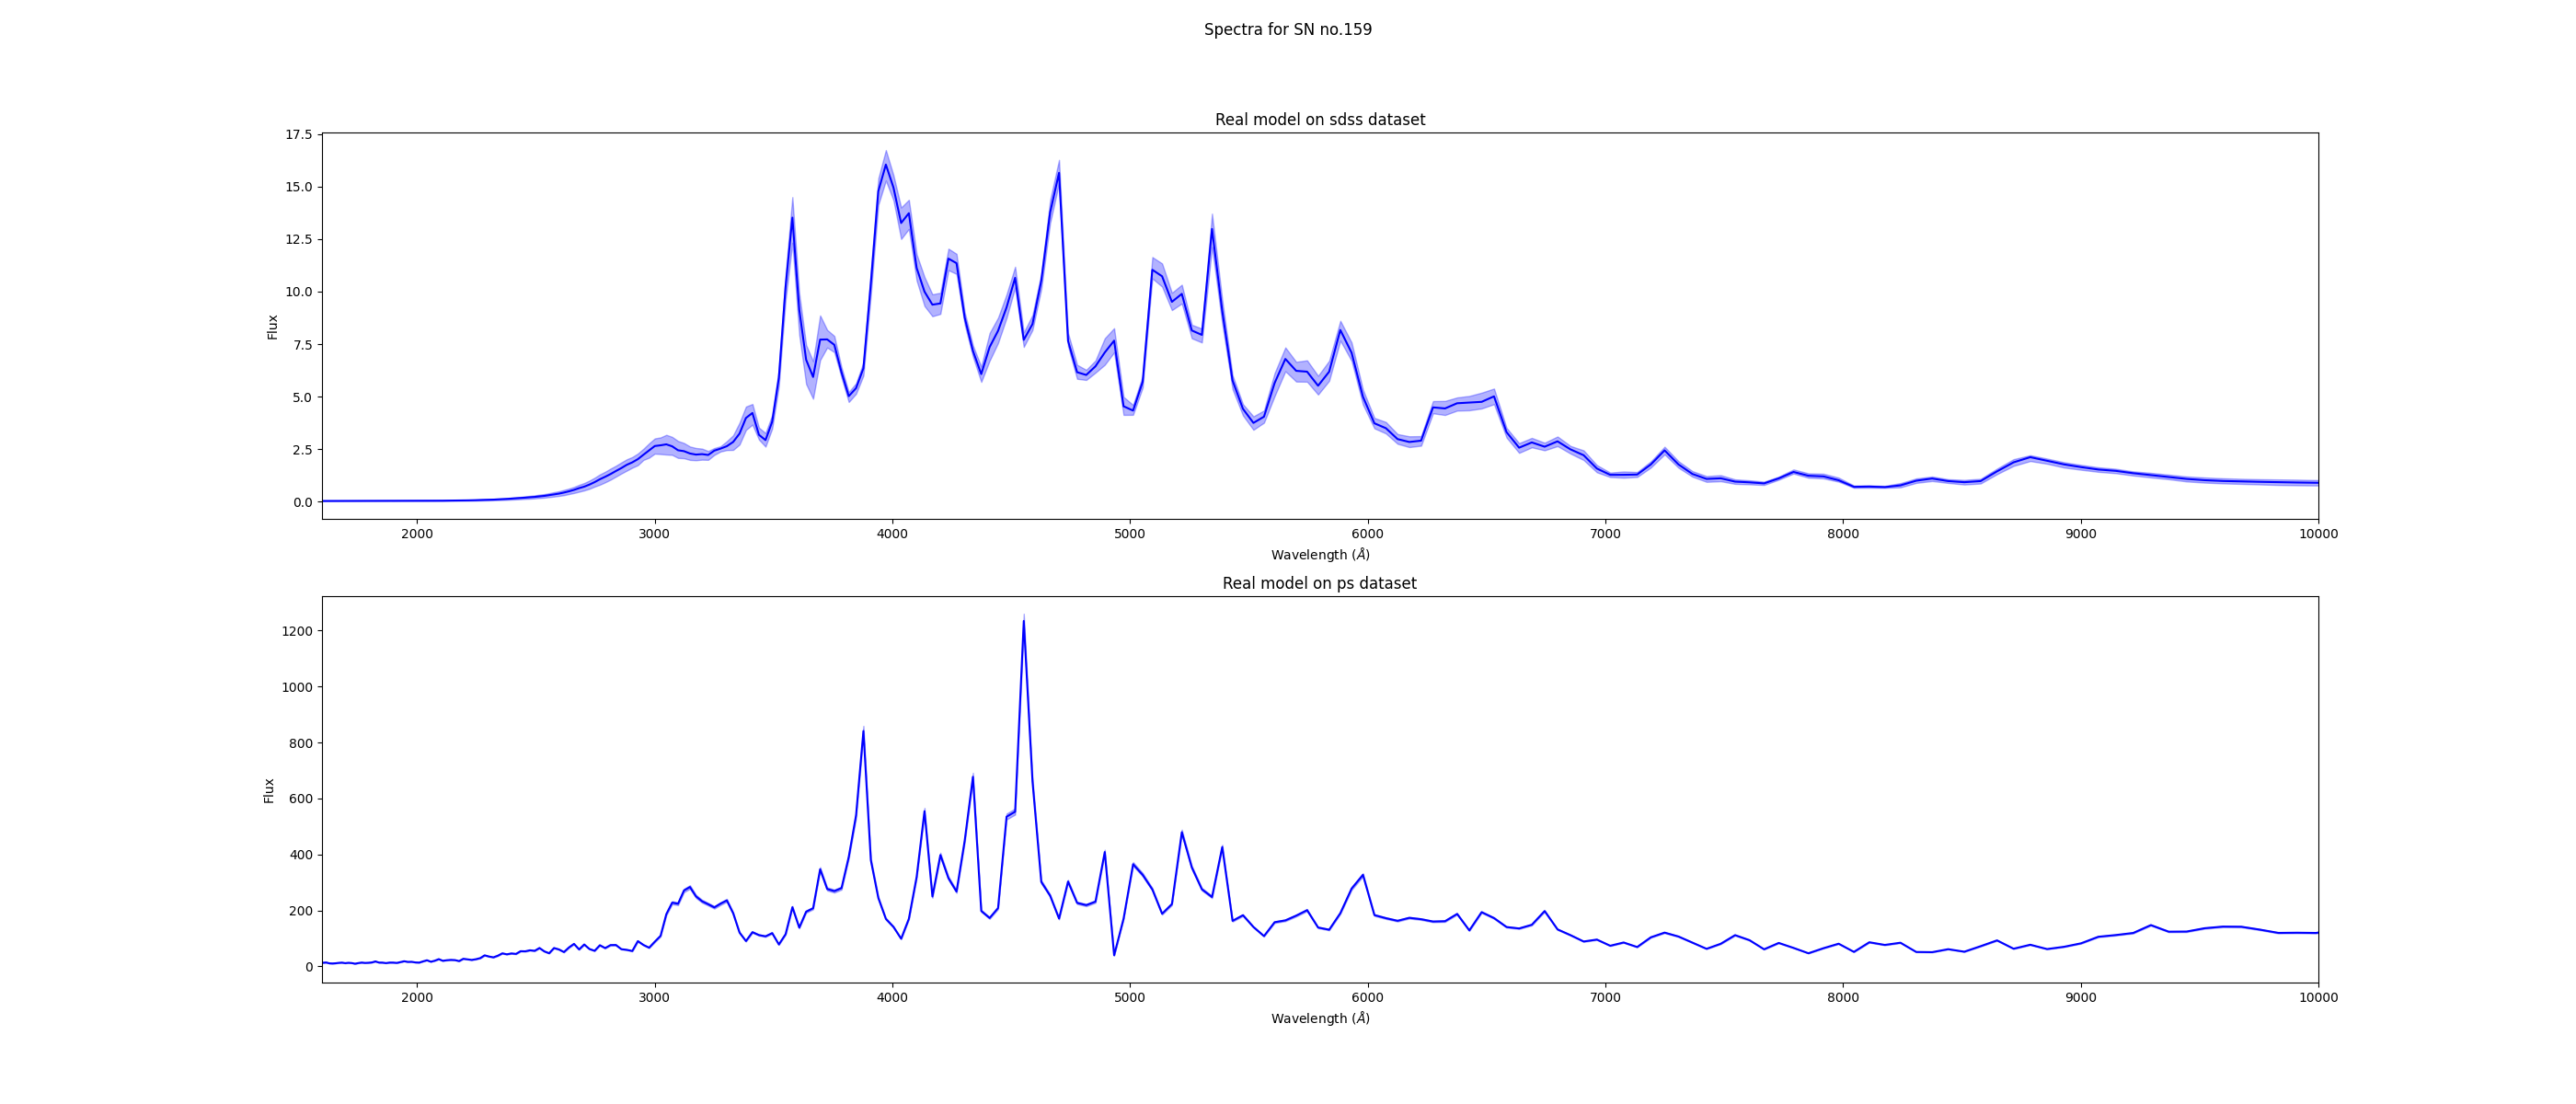 Spectra for SN no.159
Real model on sdss dataset
17.5
15.0
12.5
10.0
7.5
5.0
2.5
0.0
Flux
2000 3000 4000 5000 6000 7000 8000 9000 10000
Wavelength (Å)
Real model on ps dataset
1200
1000
800
600
400
200
0
Flux
2000 3000 4000 5000 6000 7000 8000 9000 10000
Wavelength (Å)